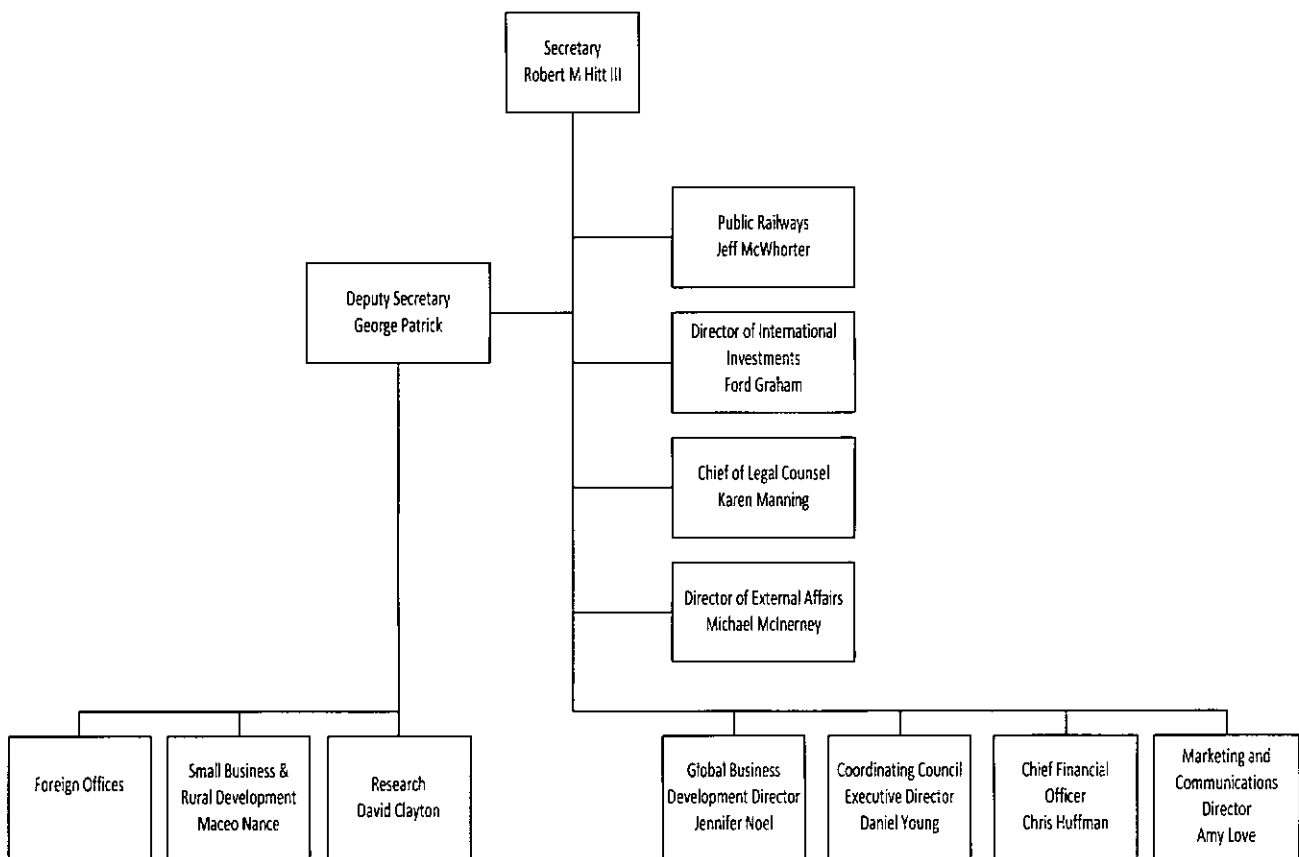 Secretary
Robert M Hitt III
Public Railways
Jeff McWhorter
Deputy Secretary
George Patrick
Director of International
Investments
Ford Graham
Chief of Legal Counsel
Karen Manning
Director of External Affairs
Michael McInerney
Foreign Offices
Small Business &
Rural Development
Maceo Nance
Research
David Clayton
Global Business
Development Director
Jennifer Noel
Coordinating Council
Executive Director
Daniel Young
Chief Financial
Officer
Chris Huffman
Marketing and
Communications
Director
Amy Love